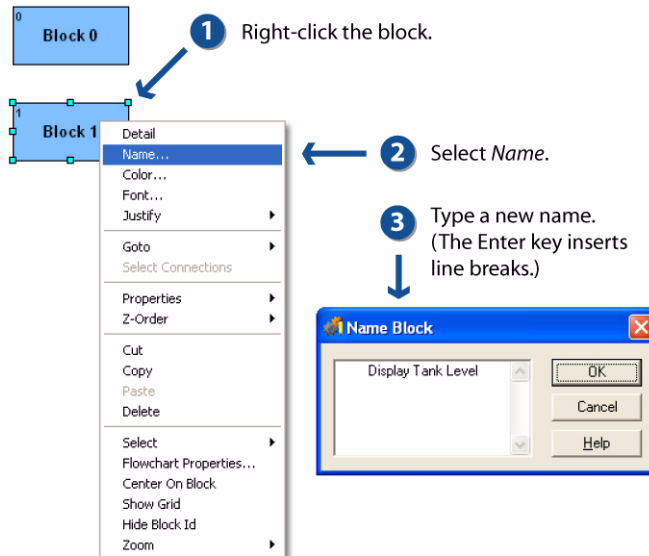 0
Block 0
1 Right-click the block.
1
Block 1
Detail
Name...
Color...
Font...
Justify
Goto
Select Connections
Properties
Z-Order
Cut
Copy
Paste
Delete
Select
Flowchart Properties...
Center On Block
Show Grid
Hide Block Id
Zoom
2 Select Name.
3 Type a new name.
(The Enter key inserts
line breaks.)
Name Block
Display Tank Level
OK
Cancel
Help